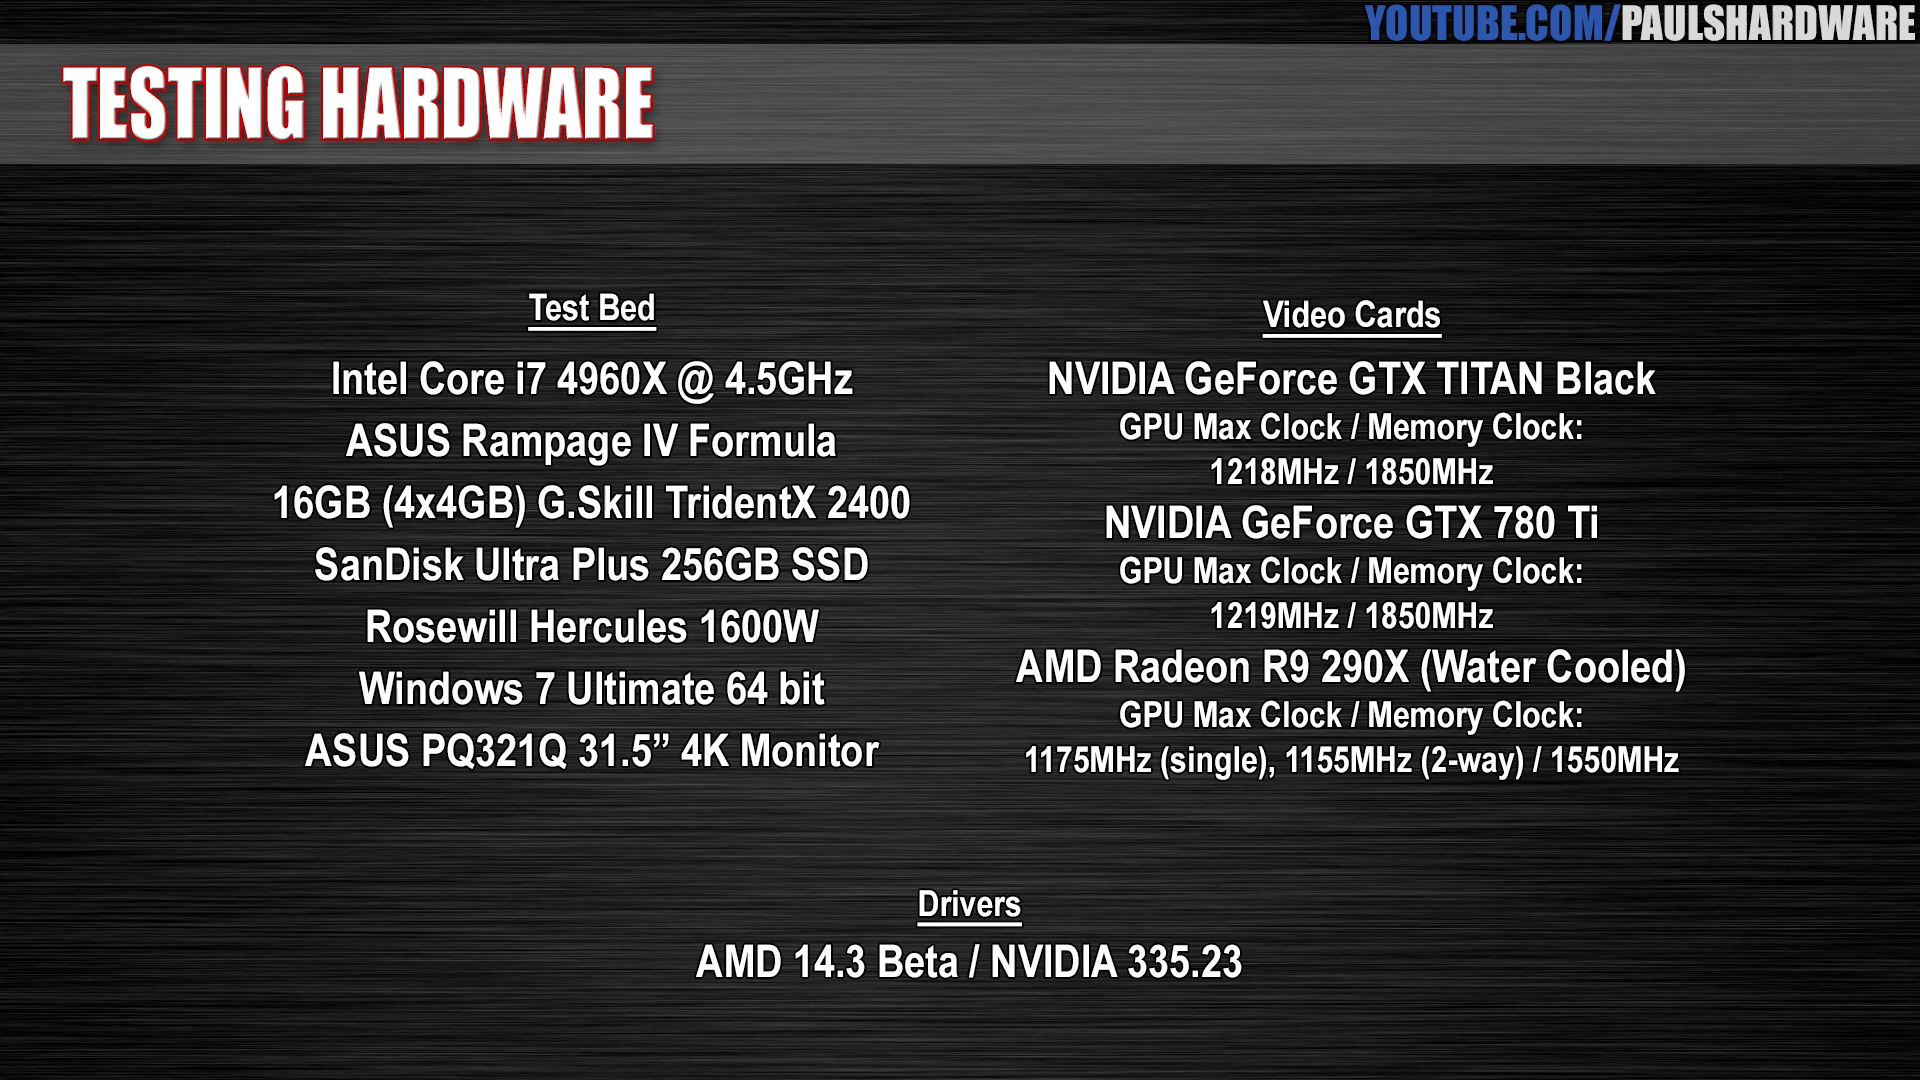 YOUTUBE.COM/PAULSHARDWARE
TESTING HARDWARE
Test Bed
Intel Core i7 4960X @ 4.5GHz
ASUS Rampage IV Formula
16GB (4x4GB) G.Skill TridentX 2400
SanDisk Ultra Plus 256GB SSD
Rosewill Hercules 1600W
Windows 7 Ultimate 64 bit
ASUS PQ321Q 31.5” 4K Monitor
Video Cards
NVIDIA GeForce GTX TITAN Black
GPU Max Clock / Memory Clock:
1218MHz / 1850MHz
NVIDIA GeForce GTX 780 Ti
GPU Max Clock / Memory Clock:
1219MHz / 1850MHz
AMD Radeon R9 290X (Water Cooled)
GPU Max Clock / Memory Clock:
1175MHz (single), 1155MHz (2-way) / 1550MHz
Drivers
AMD 14.3 Beta / NVIDIA 335.23